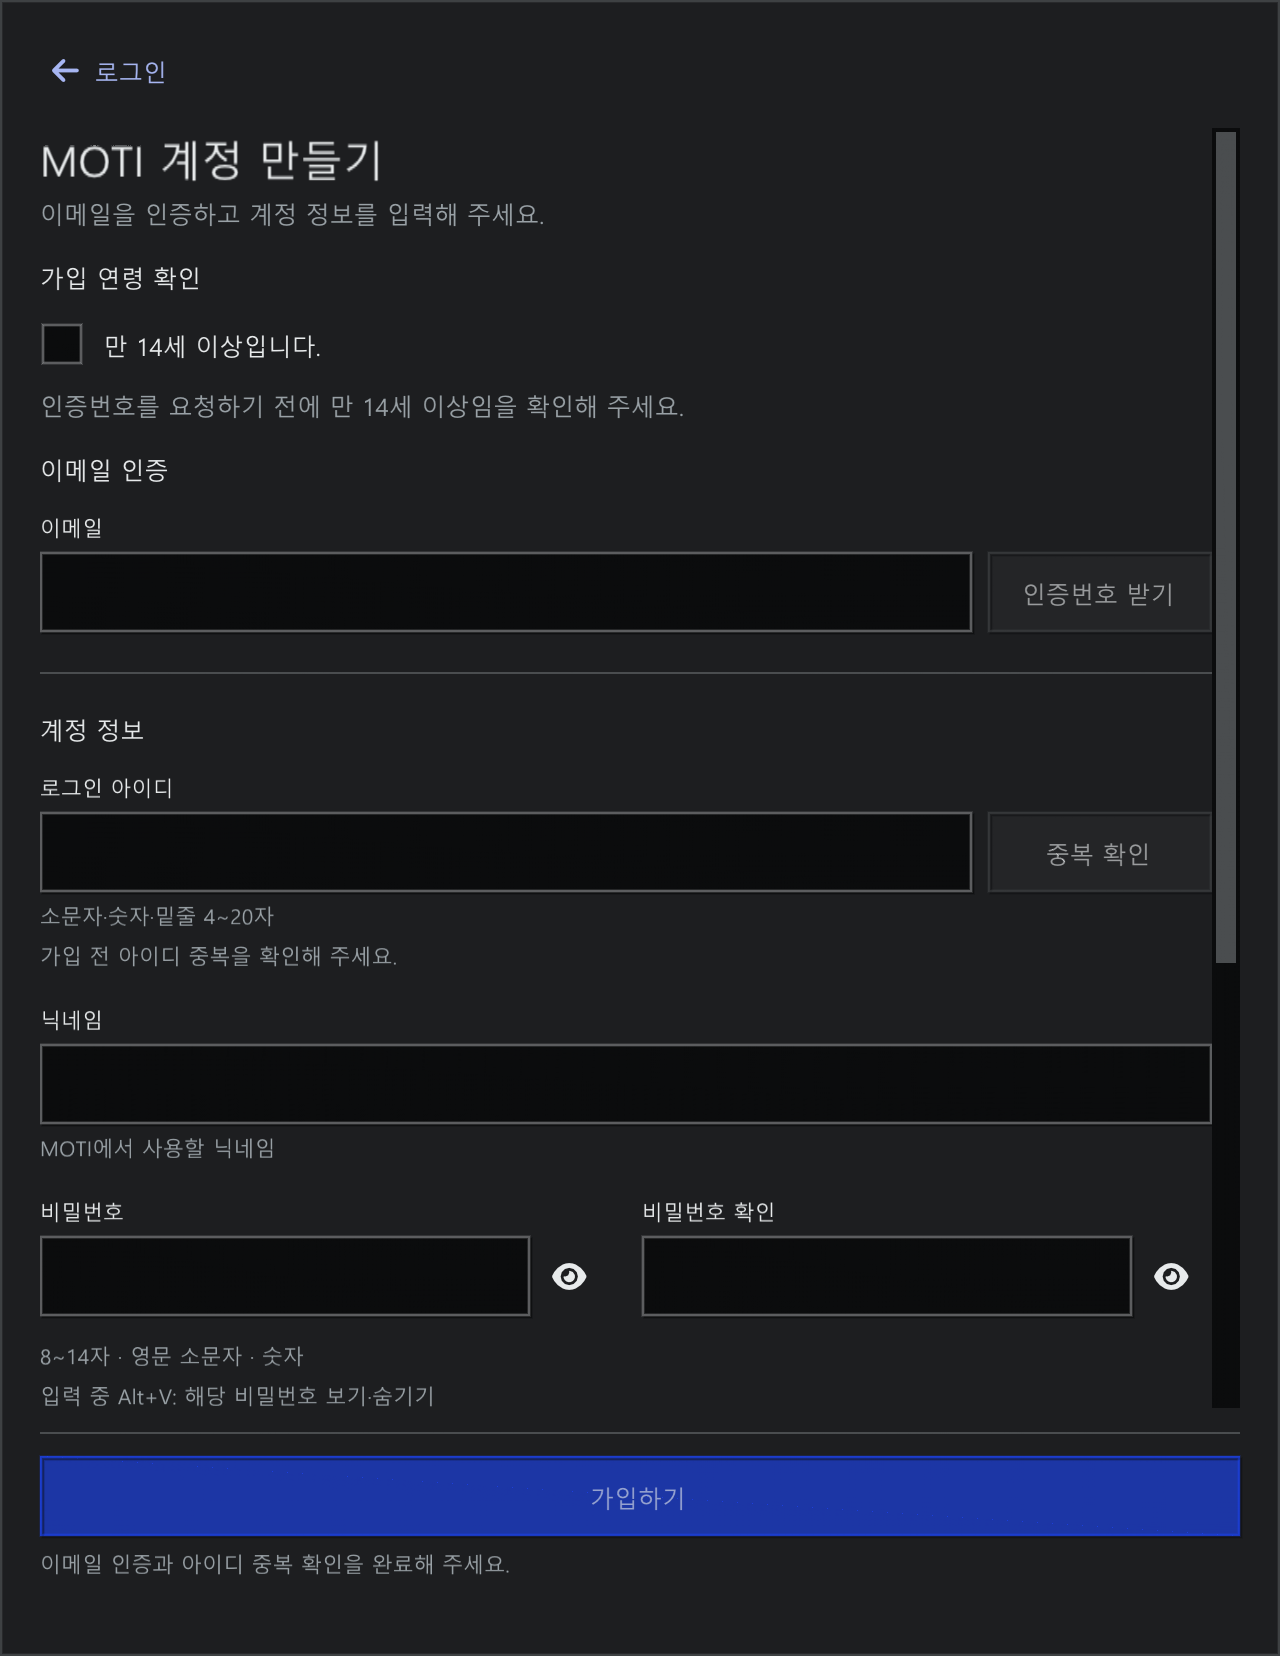 로그인
MOTI 계정 만들기
이메일을 인증하고 계정 정보를 입력해 주세요.
가입 연령 확인
만 14세 이상입니다.
인증번호를 요청하기 전에 만 14세 이상임을 확인해 주세요.
이메일 인증
이메일
인증번호 받기
계정 정보
로그인 아이디
중복 확인
소문자·숫자·밑줄 4~20자
가입 전 아이디 중복을 확인해 주세요.
닉네임
MOTI에서 사용할 닉네임
비밀번호 비밀번호 확인
8~14자 · 영문 소문자 · 숫자
입력 중 Alt+V: 해당 비밀번호 보기·숨기기
가입하기
이메일 인증과 아이디 중복 확인을 완료해 주세요.